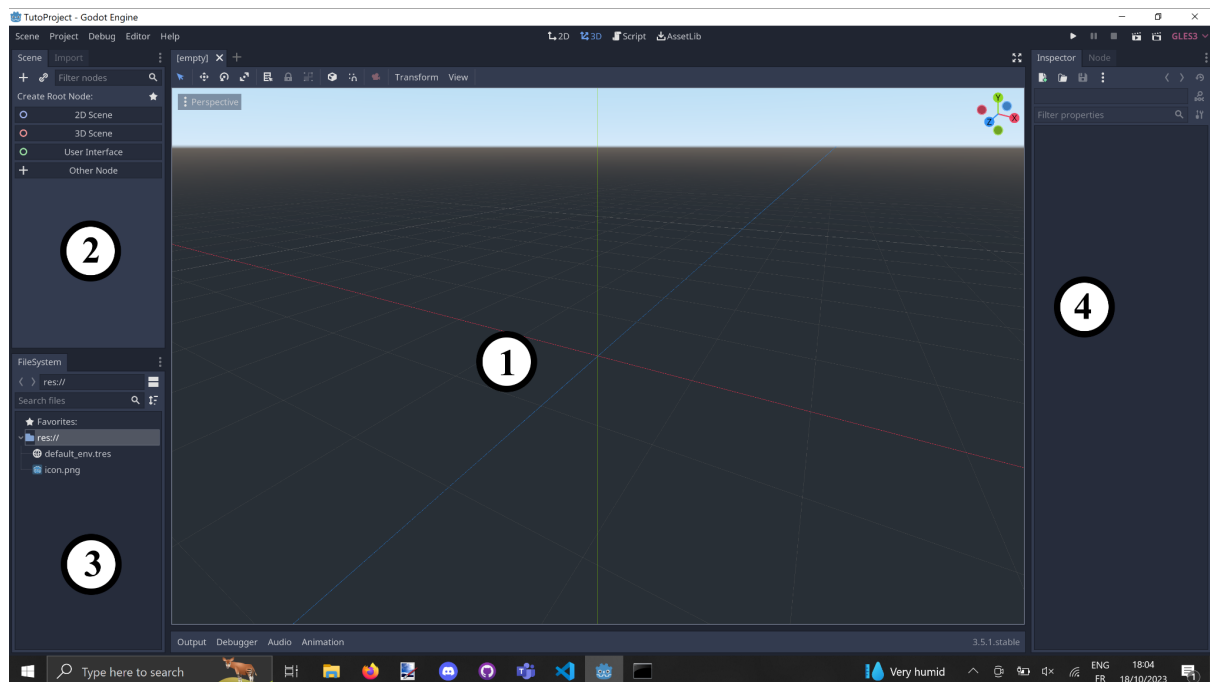 TutoProject - Godot Engine
Scene Project Debug Editor Help
2D 3D Script AssetLib
GLES3
Scene Import
Filter nodes
Create Root Node:
2D Scene
3D Scene
User Interface
Other Node
2
FileSystem
res://
Search files
Favorites:
res://
default_env.tres
icon.png
3
[empty]
Transform View
Perspective
Y
X
Z
1
Output Debugger Audio Animation
3.5.1.stable
Inspector Node
Filter properties
4
Type here to search
Very humid
ENG
FR
18:04
18/10/2023